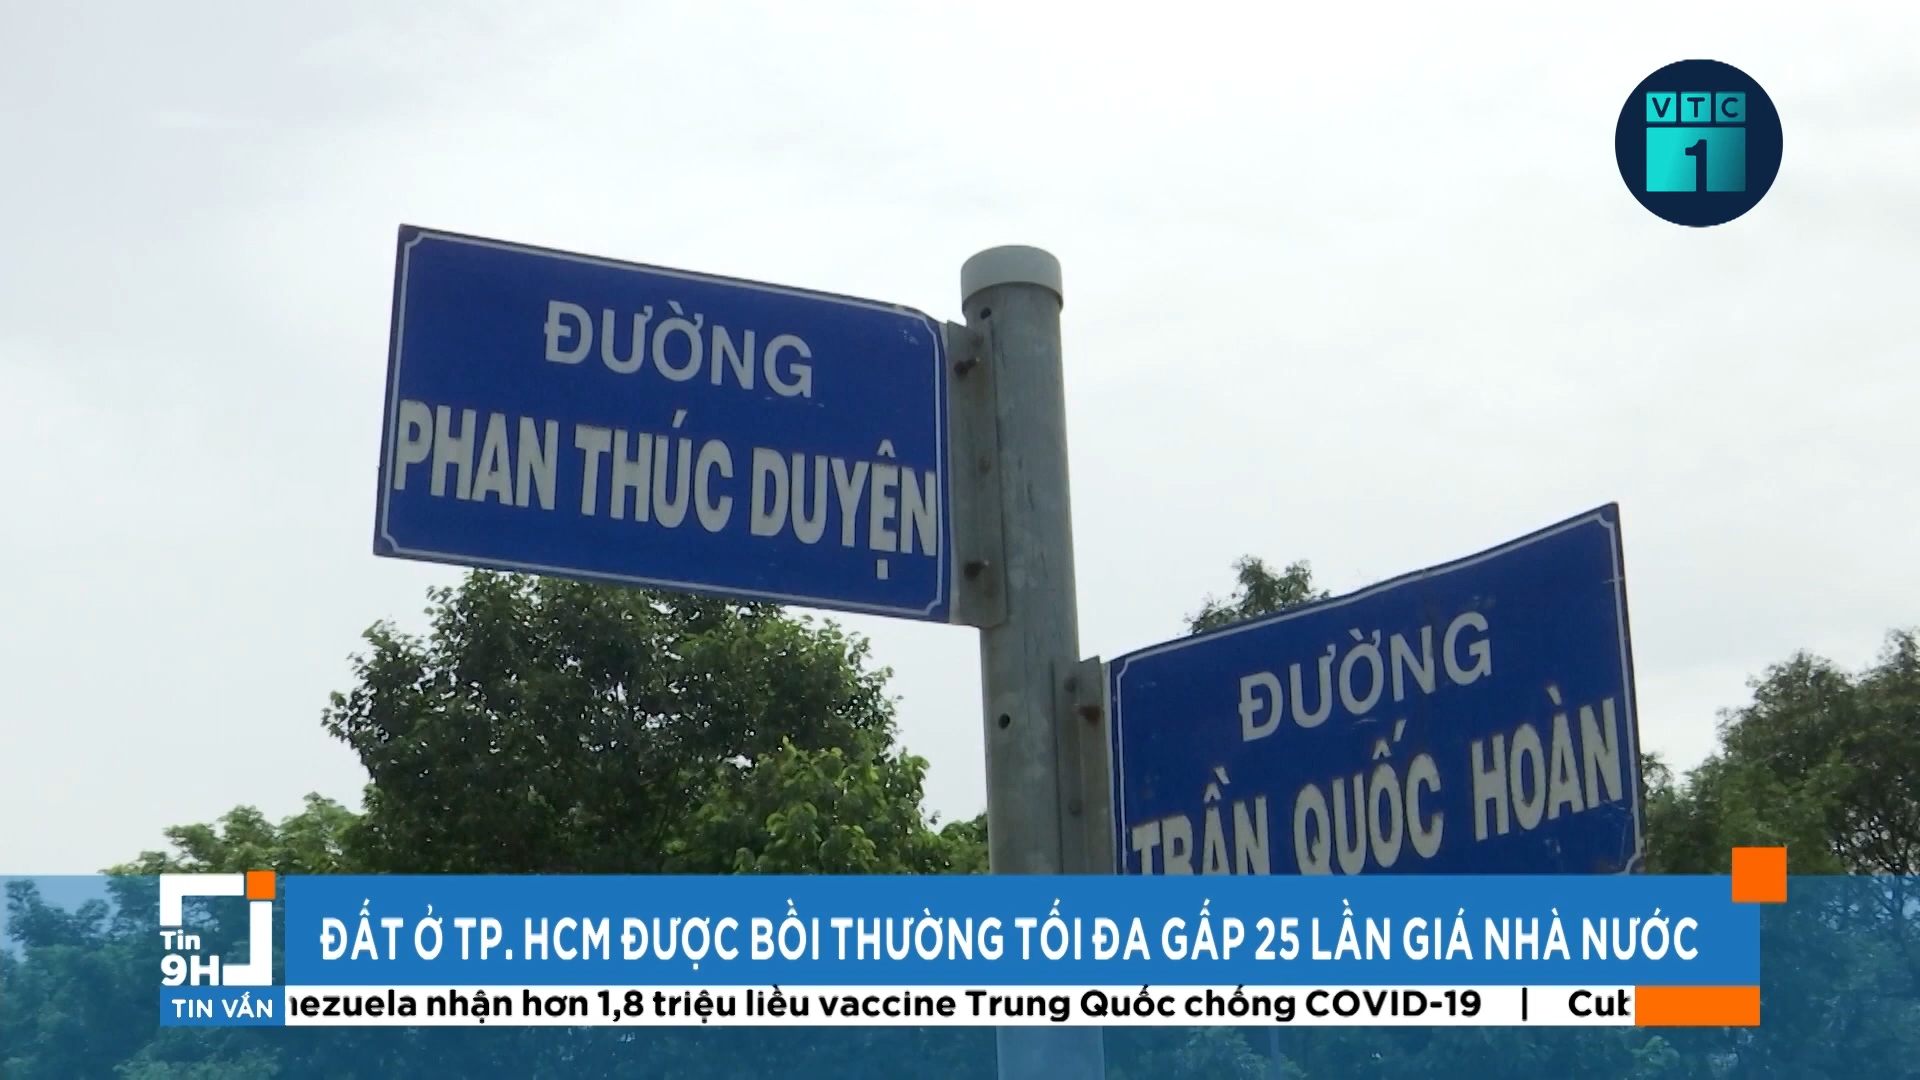 VTC
1
ĐƯỜNG
PHAN THÚC DUYỆN
ĐƯỜNG
TRẦN QUỐC HOÀN
Tin
9H
ĐẤT Ở TP. HCM ĐƯỢC BỒI THƯỜNG TỐI ĐA GẤP 25 LẦN GIÁ NHÀ NƯỚC
TIN VẮN
nezuela nhận hơn 1,8 triệu liều vaccine Trung Quốc chống COVID-19 |